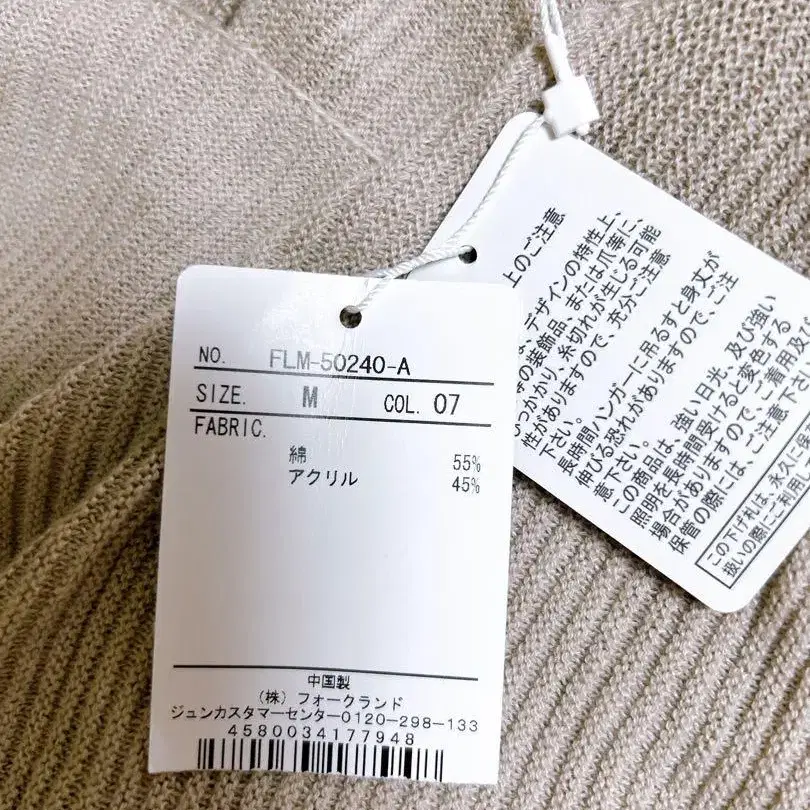 NO. FLM-50240-A
SIZE. M COL. 07
FABRIC.
綿 55%
アクリル 45%
中国製
(株) フォークランド
ジュンカスタマーセンター0120-298-133
4580034177948
上のご注意
、デザインの特性上、
等の装飾品、または爪等に、
っかかり、糸切れが生じる可能
性がありますので、充分ご注意
下さい。
長時間ハンガーに吊るすと身丈が
伸びる恐れがありますので、ご注
意下さい。
この商品は、強い日光、及び強い
照明を長時間受けると変色する
場合がありますので、ご着用及
保管の際には、ご注意下さ
この下げ札は、永久に保
扱いの際にご利用